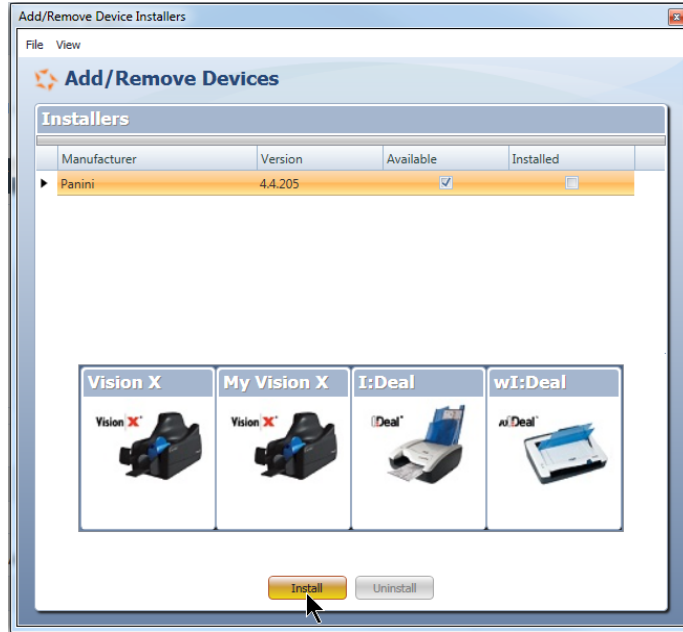 Add/Remove Device Installers
File View
Add/Remove Devices
Installers
Manufacturer Version Available Installed
Panini 4.4.205
Vision X My Vision X I:Deal wI:Deal
Vision X Vision X I:Deal wI:Deal
Install Uninstall